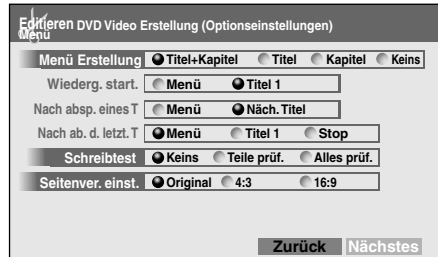 Editieren DVD Video Erstellung (Optionseinstellungen)
Menü
Menü Erstellung Titel+Kapitel Titel Kapitel Keins
Wiederg. start. Menü Titel 1
Nach absp. eines T Menü Näch. Titel
Nach ab. d. letzt. T Menü Titel 1 Stop
Schreibtest Keins Teile prüf. Alles prüf.
Seitenver. einst. Original 4:3 16:9
Zurück Nächstes